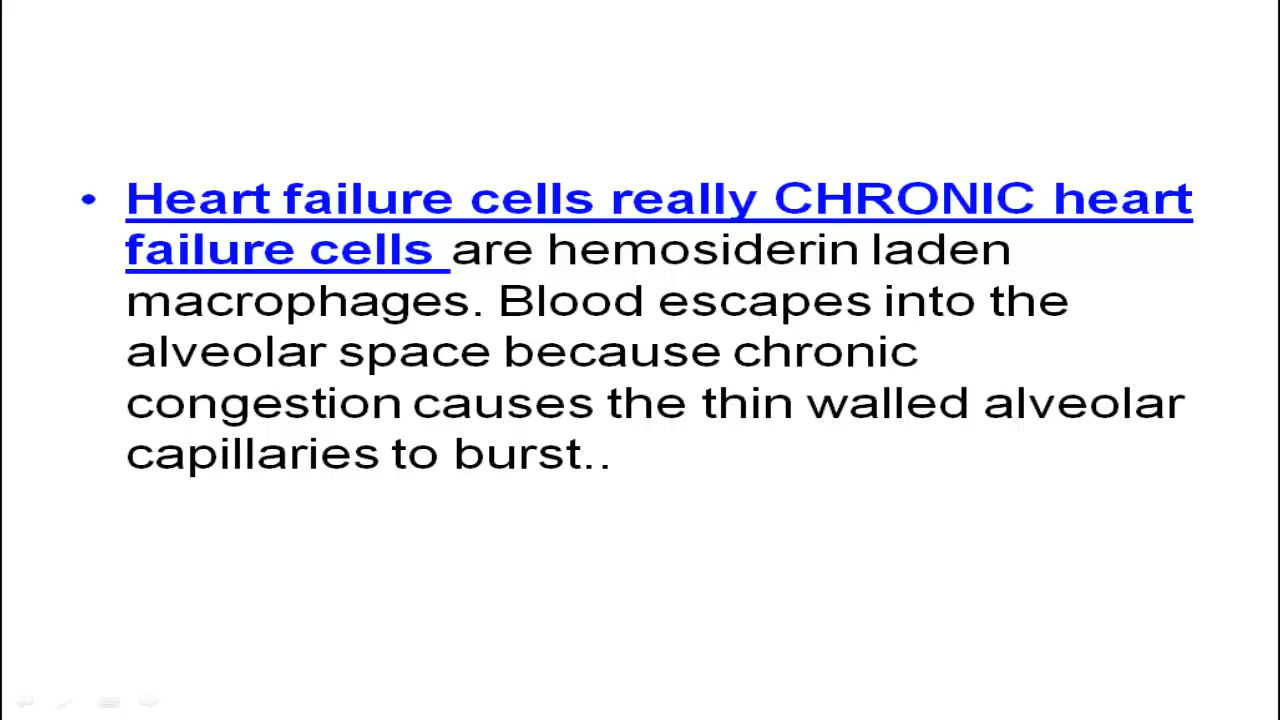 • Heart failure cells really CHRONIC heart
failure cells are hemosiderin laden
macrophages. Blood escapes into the
alveolar space because chronic
congestion causes the thin walled alveolar
capillaries to burst..